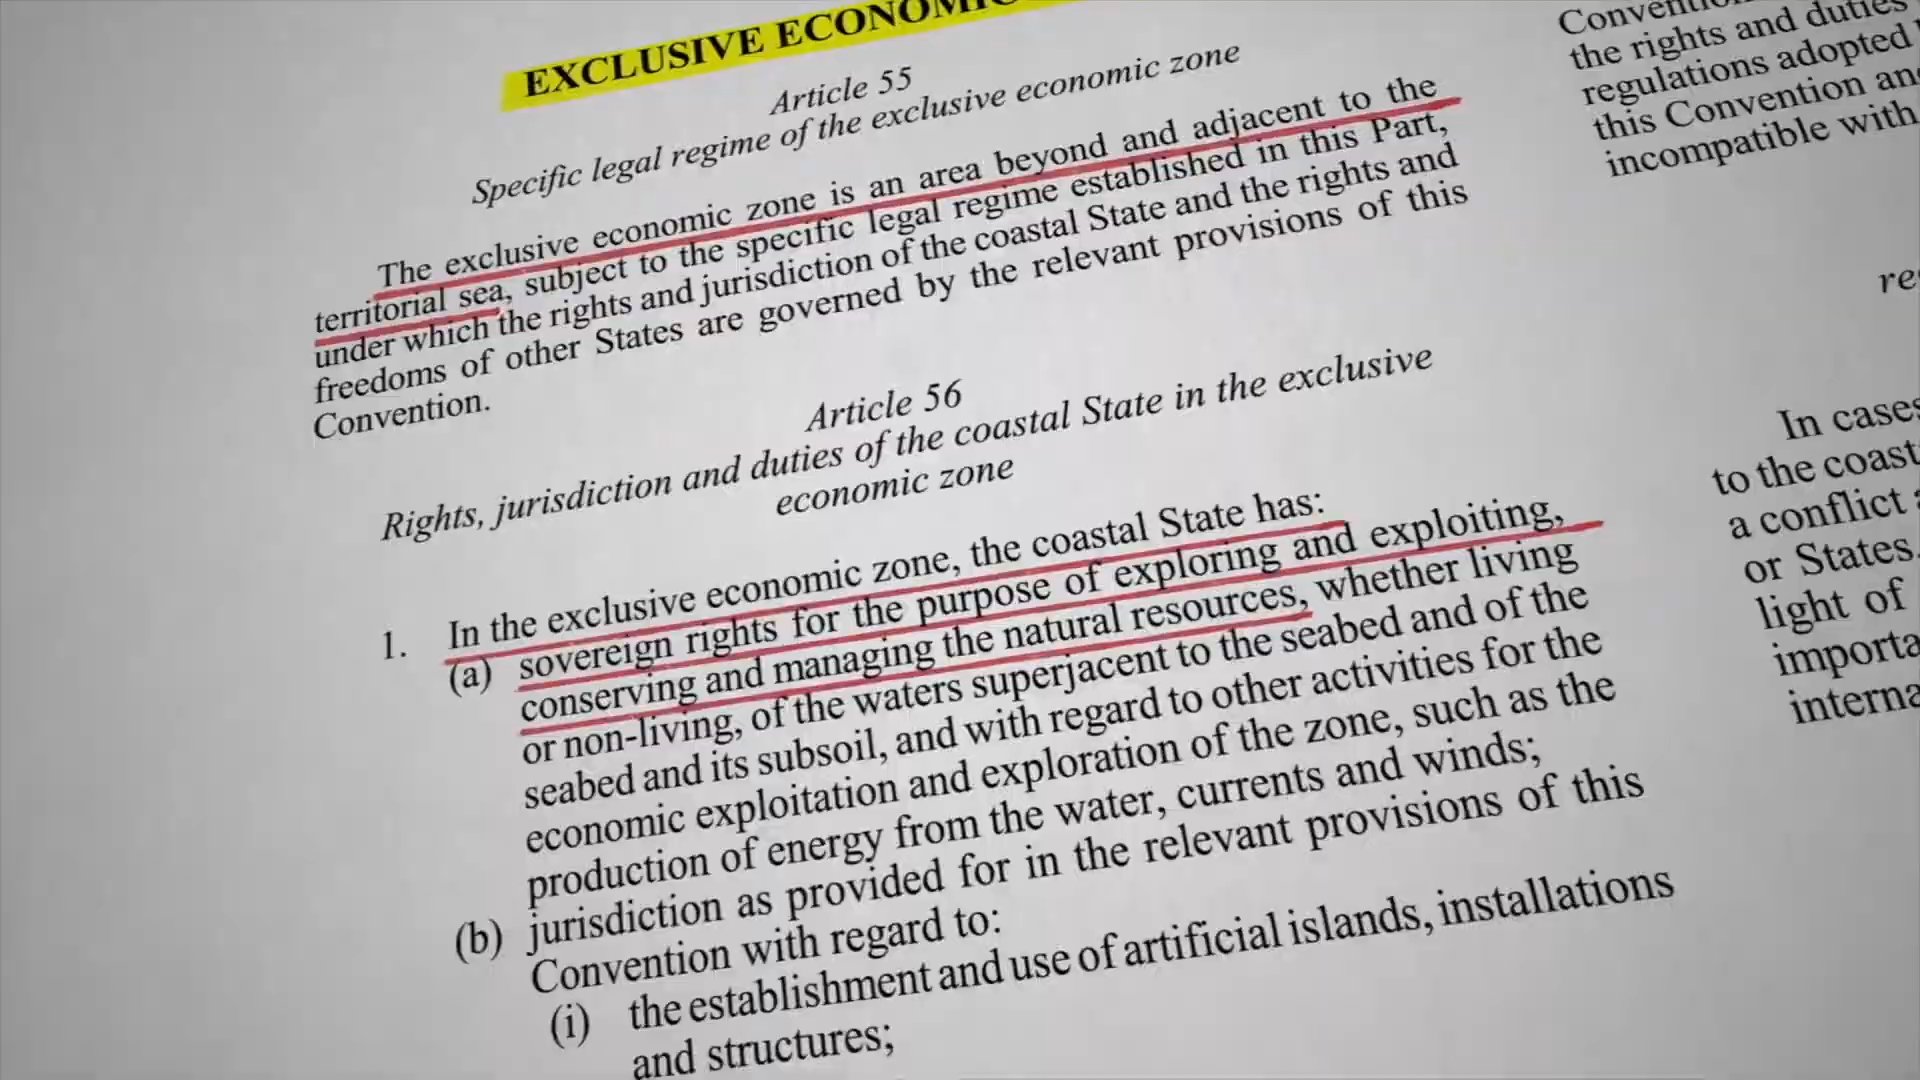 EXCLUSIVE ECONOMIC
Article 55
Specific legal regime of the exclusive economic zone
The exclusive economic zone is an area beyond and adjacent to the
territorial sea, subject to the specific legal regime established in this Part,
under which the rights and jurisdiction of the coastal State and the rights and
freedoms of other States are governed by the relevant provisions of this
Convention.
Article 56
Rights, jurisdiction and duties of the coastal State in the exclusive
economic zone
1. In the exclusive economic zone, the coastal State has:
(a) sovereign rights for the purpose of exploring and exploiting,
conserving and managing the natural resources, whether living
or non-living, of the waters superjacent to the seabed and of the
seabed and its subsoil, and with regard to other activities for the
economic exploitation and exploration of the zone, such as the
production of energy from the water, currents and winds;
(b) jurisdiction as provided for in the relevant provisions of this
Convention with regard to:
(i) the establishment and use of artificial islands, installations
and structures;
the rights and duties
regulations adopted
this Convention
incompatible with
In cases
to the
a conflict
or States
light of